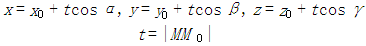 x = x₀ + t cos α, y = y₀ + t cos β, z = z₀ + t cos γ
t = |MM₀|